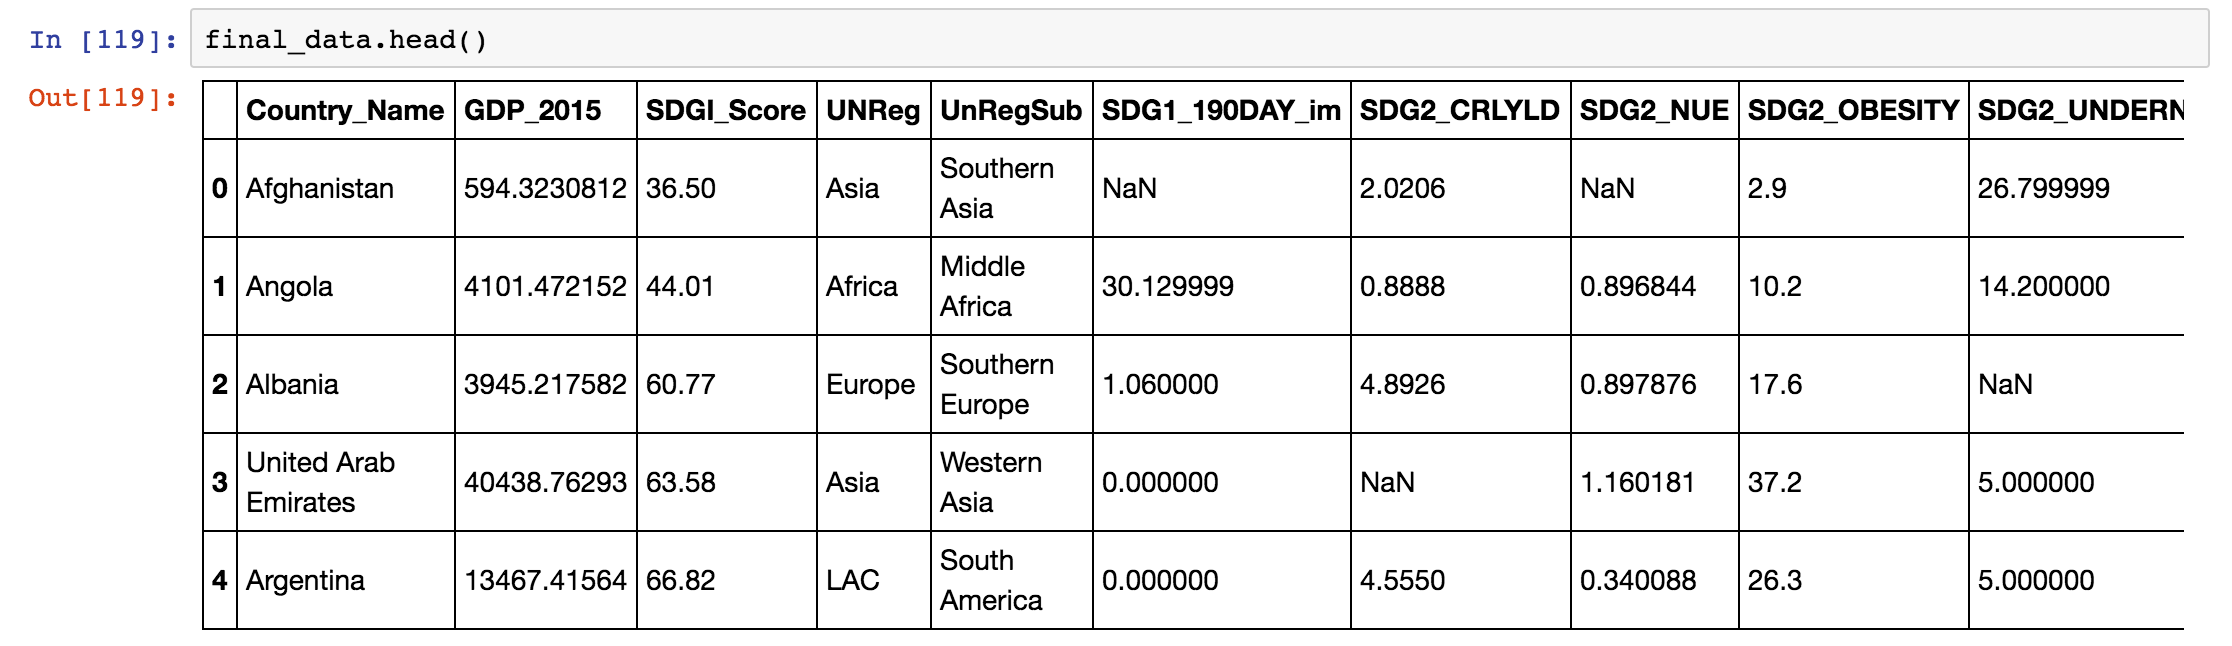 In [119]: final_data.head()
Out[119]:
Country_Name GDP_2015 SDGI_Score UNReg UnRegSub SDG1_190DAY_im SDG2_CRLYLD SDG2_NUE SDG2_OBESITY SDG2_UNDERN
0 Afghanistan 594.3230812 36.50 Asia Southern Asia NaN 2.0206 NaN 2.9 26.799999
1 Angola 4101.472152 44.01 Africa Middle Africa 30.129999 0.8888 0.896844 10.2 14.200000
2 Albania 3945.217582 60.77 Europe Southern Europe 1.060000 4.8926 0.897876 17.6 NaN
3 United Arab Emirates 40438.76293 63.58 Asia Western Asia 0.000000 NaN 1.160181 37.2 5.000000
4 Argentina 13467.41564 66.82 LAC South America 0.000000 4.5550 0.340088 26.3 5.000000